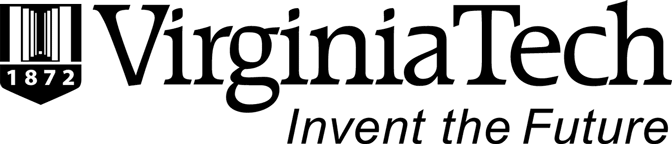 1872
VirginiaTech
Invent the Future